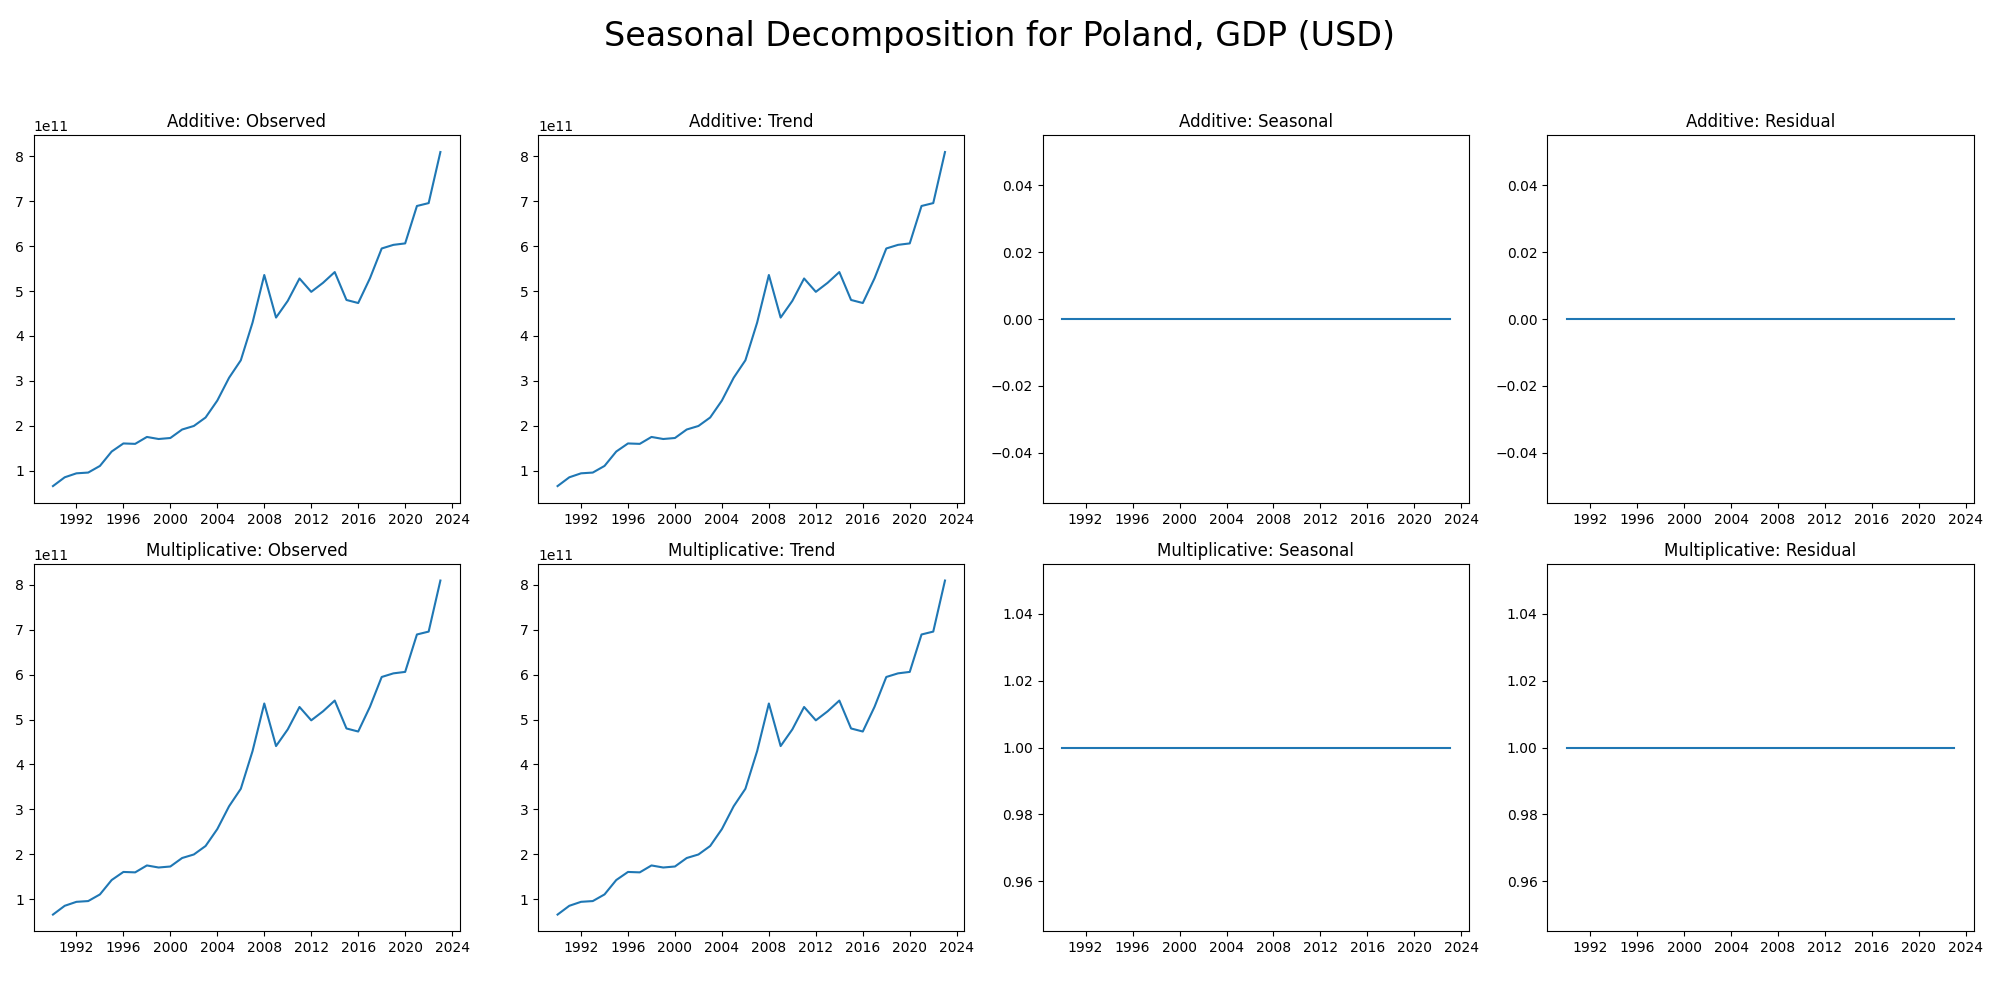 Seasonal Decomposition for Poland, GDP (USD)
Additive: Observed
1e11
8
7
6
5
4
3
2
1
1992 1996 2000 2004 2008 2012 2016 2020 2024
Additive: Trend
1e11
8
7
6
5
4
3
2
1
1992 1996 2000 2004 2008 2012 2016 2020 2024
Additive: Seasonal
0.04
0.02
0.00
−0.02
−0.04
1992 1996 2000 2004 2008 2012 2016 2020 2024
Additive: Residual
0.04
0.02
0.00
−0.02
−0.04
1992 1996 2000 2004 2008 2012 2016 2020 2024
Multiplicative: Observed
1e11
8
7
6
5
4
3
2
1
1992 1996 2000 2004 2008 2012 2016 2020 2024
Multiplicative: Trend
1e11
8
7
6
5
4
3
2
1
1992 1996 2000 2004 2008 2012 2016 2020 2024
Multiplicative: Seasonal
1.04
1.02
1.00
0.98
0.96
1992 1996 2000 2004 2008 2012 2016 2020 2024
Multiplicative: Residual
1.04
1.02
1.00
0.98
0.96
1992 1996 2000 2004 2008 2012 2016 2020 2024